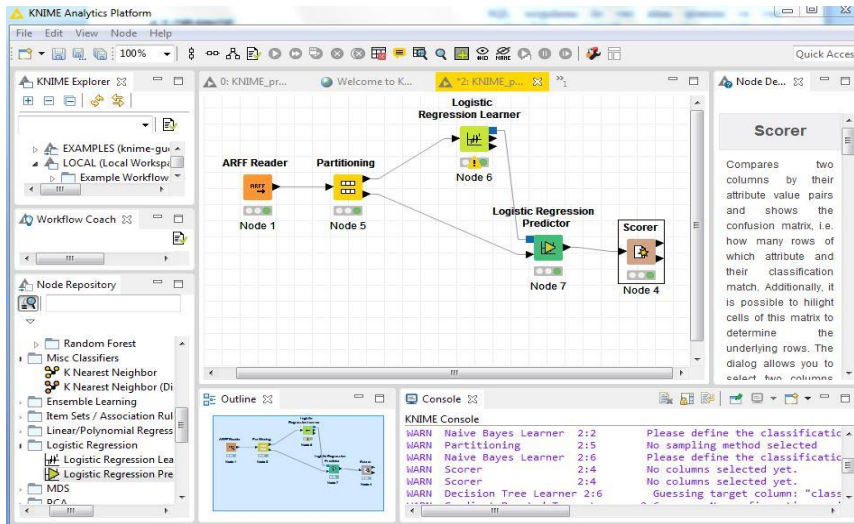 KNIME Analytics Platform
File Edit View Node Help
100%
Quick Acces
KNIME Explorer
EXAMPLES (knime-gu
LOCAL (Local Workspa
Example Workflow
Workflow Coach
Node Repository
Random Forest
Misc Classifiers
K Nearest Neighbor
K Nearest Neighbor (Di
Ensemble Learning
Item Sets / Association Rul
Linear/Polynomial Regress
Logistic Regression
Logistic Regression Lea
Logistic Regression Pre
MDS
PCA
0: KNIME_pr...
Welcome to K...
*2: KNIME_p...
1
Logistic
Regression Learner
Node 6
ARFF Reader
ARFF
Node 1
Partitioning
Node 5
Logistic Regression
Predictor
Node 7
Scorer
Node 4
Node De...
Scorer
Compares two
columns by their
attribute value pairs
and shows the
confusion matrix, i.e.
how many rows of
which attribute and
their classification
match. Additionally, it
is possible to hilight
cells of this matrix to
determine the
underlying rows. The
dialog allows you to
select two columns
Outline
Console
KNIME Console
WARN Naive Bayes Learner 2:2 Please define the classificatic
WARN Partitioning 2:5 No sampling method selected
WARN Naive Bayes Learner 2:6 Please define the classificatic
WARN Scorer 2:4 No columns selected yet.
WARN Scorer 2:4 No columns selected yet.
WARN Decision Tree Learner 2:6 Guessing target column: "class